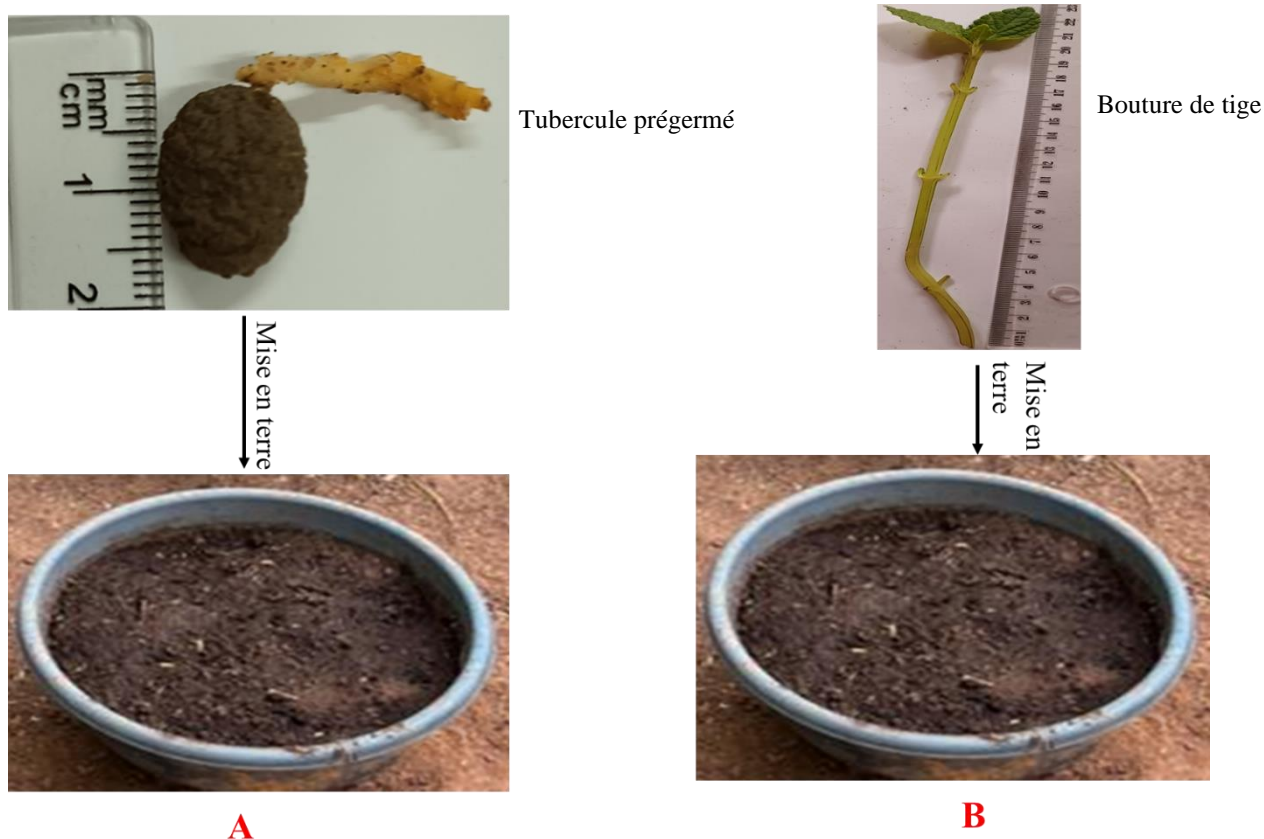 mm
cm
1
2
Tubercule prégermé
Bouture de tige
Mise en terre
Mise en
terre
A
B